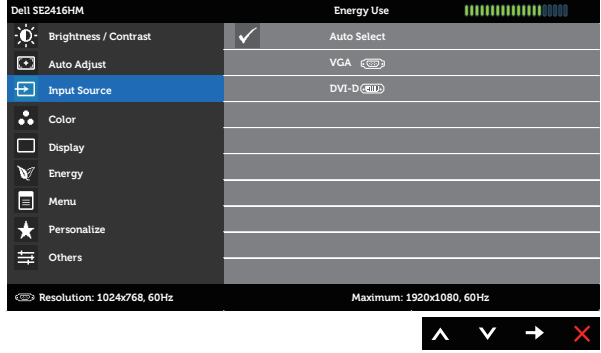 Dell SE2416HM Energy Use
Brightness / Contrast Auto Select
Auto Adjust VGA
Input Source DVI-D
Color
Display
Energy
Menu
Personalize
Others
Resolution: 1024x768, 60Hz Maximum: 1920x1080, 60Hz